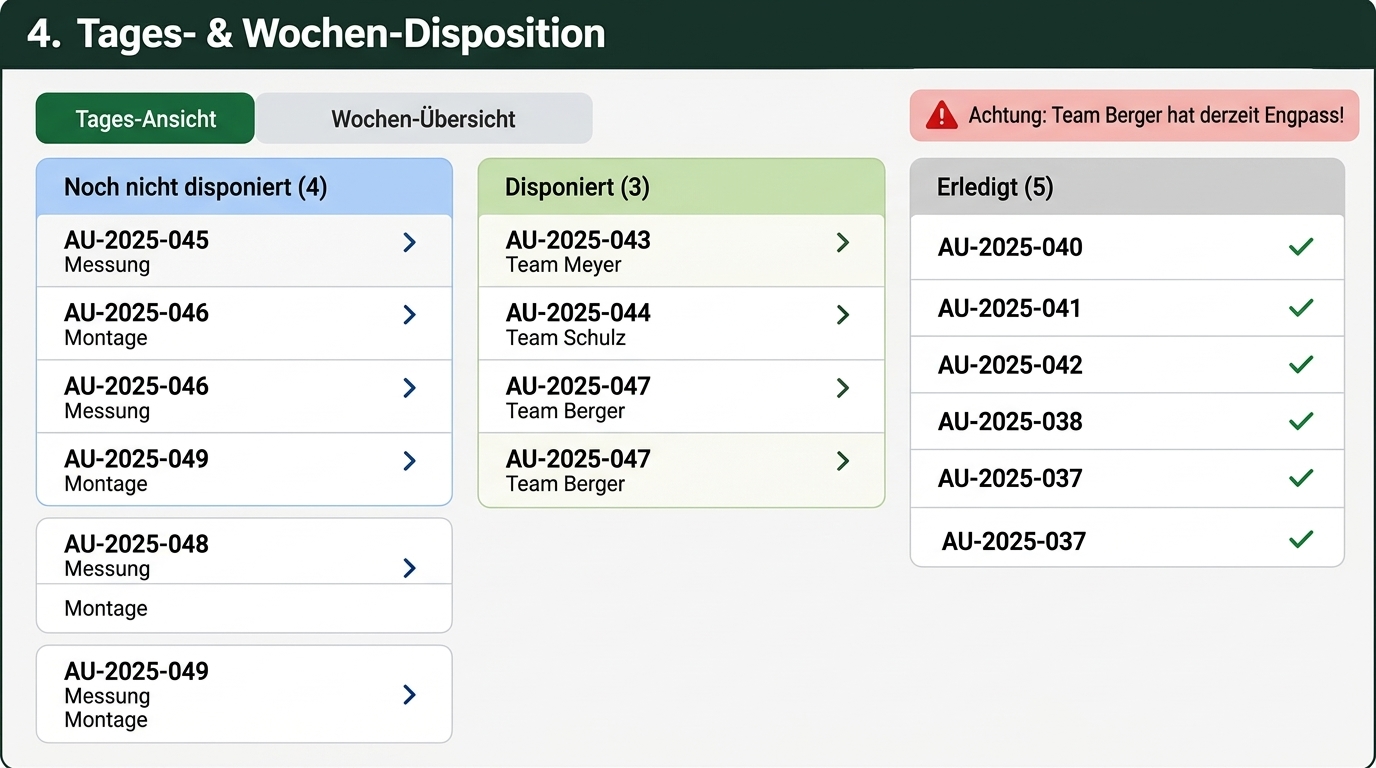 4. Tages- & Wochen-Disposition
Tages-Ansicht
Wochen-Übersicht
Achtung: Team Berger hat derzeit Engpass!
Noch nicht disponiert (4)
AU-2025-045
Messung
AU-2025-046
Montage
AU-2025-046
Messung
AU-2025-049
Montage
AU-2025-048
Messung
Montage
AU-2025-049
Messung
Montage
Disponiert (3)
AU-2025-043
Team Meyer
AU-2025-044
Team Schulz
AU-2025-047
Team Berger
AU-2025-047
Team Berger
Erledigt (5)
AU-2025-040
AU-2025-041
AU-2025-042
AU-2025-038
AU-2025-037
AU-2025-037